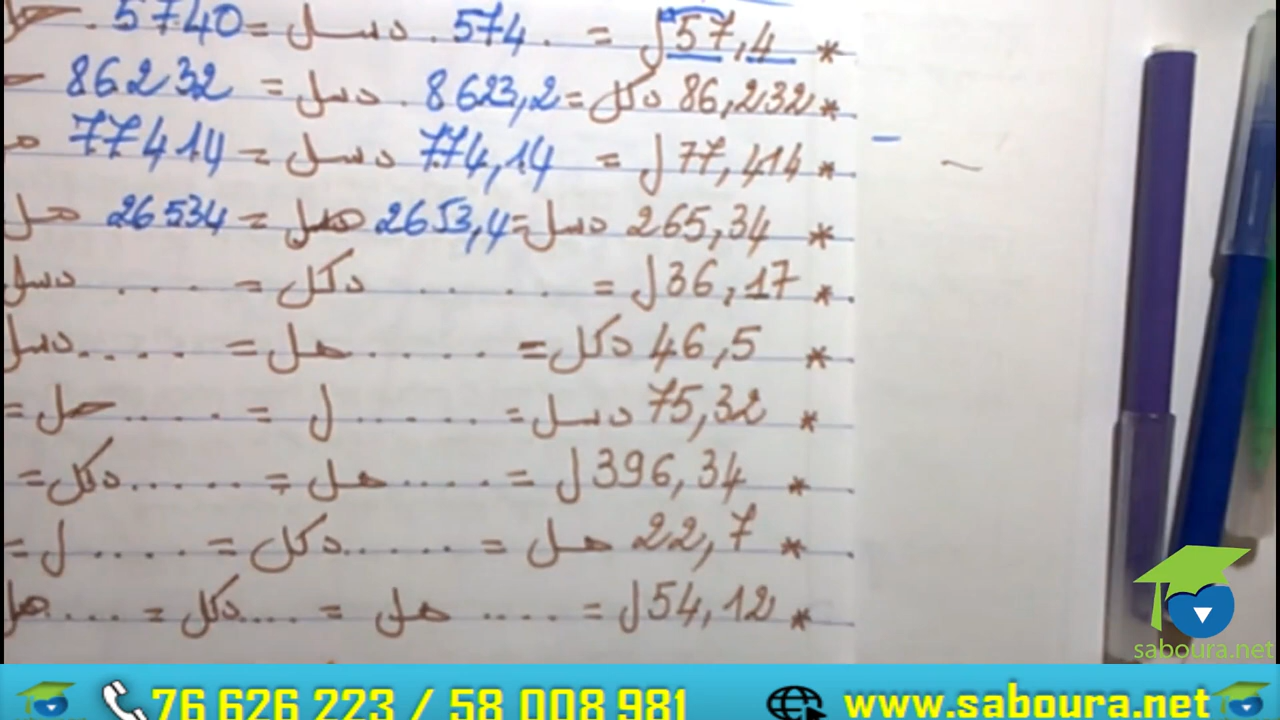 * 57,4 ل = 574 دسل = 5740
* 86,232 دكل = 8623,2 دسل = 86232
* 77,414 ل = 774,14 دسل = 77414
* 265,34 دسل = 2653,4 هسل = 26534 هل
* 36,17 ل = ..... دكل = .... دسل
* 46,5 دكل = ..... هل = .... دسل
* 75,32 دسل = ...... ل = .... صل =
* 396,34 ل = .... هل = ...... دكل =
* 22,7 هل = ...... دكل = .... ل =
* 54,12 ل = .... هل = .... دكل = .... هل
saboura.net
76 626 223 / 58 008 981 www.saboura.net